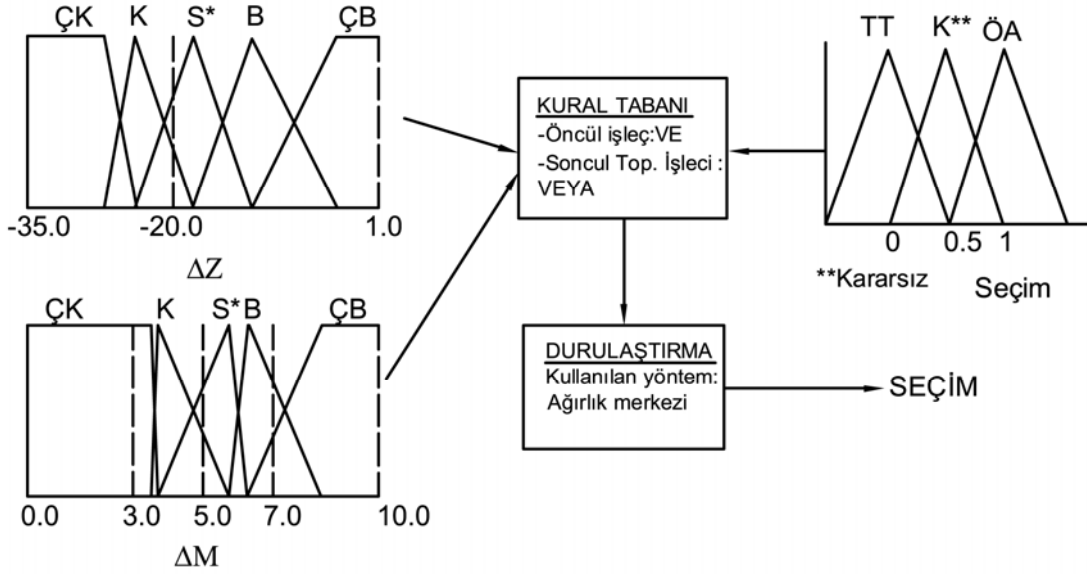 ÇK K S* B ÇB
-35.0 -20.0 1.0
ΔZ
ÇK K S* B ÇB
0.0 3.0 5.0 7.0 10.0
ΔM
KURAL TABANI
-Öncül işleç:VE
-Soncul Top. İşleci :
VEYA
TT K** ÖA
0 0.5 1
**Kararsız Seçim
DURULAŞTIRMA
Kullanılan yöntem:
Ağırlık merkezi
SEÇİM